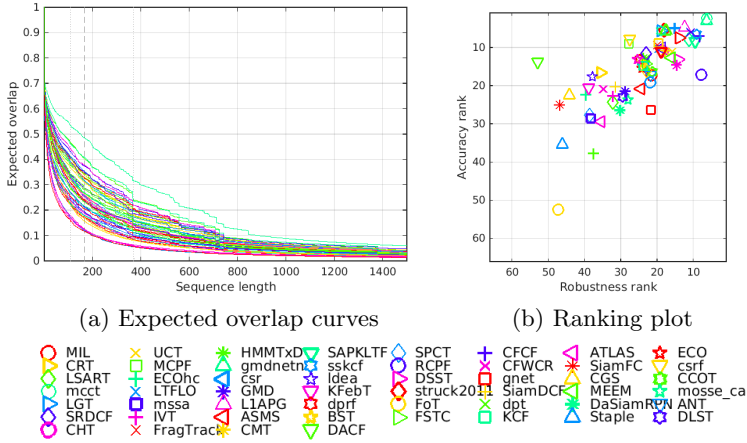 1
0.9
0.8
0.7
0.6
0.5
0.4
0.3
0.2
0.1
0
Expected overlap
200 400 600 800 1000 1200 1400
Sequence length
10
20
30
40
50
60
Accuracy rank
60 50 40 30 20 10
Robustness rank
(a) Expected overlap curves
(b) Ranking plot
MIL UCT HMMTxD SAPKLTF SPCT CFCF ATLAS ECO
CRT MCPF gmdnetn sskcf RCPF CFWCR SiamFC csrf
LSART ECOhc csr Idea DSST gnet CGS CCOT
mcct LTFLO GMD KFebT struck2011 SiamDCF MEEM mosse_ca
LGT mssa L1APG dprf FoT dpt DaSiamRPN ANT
SRDCF IVT ASMS BST FSTC KCF Staple DLST
CHT FragTrack CMT DACF